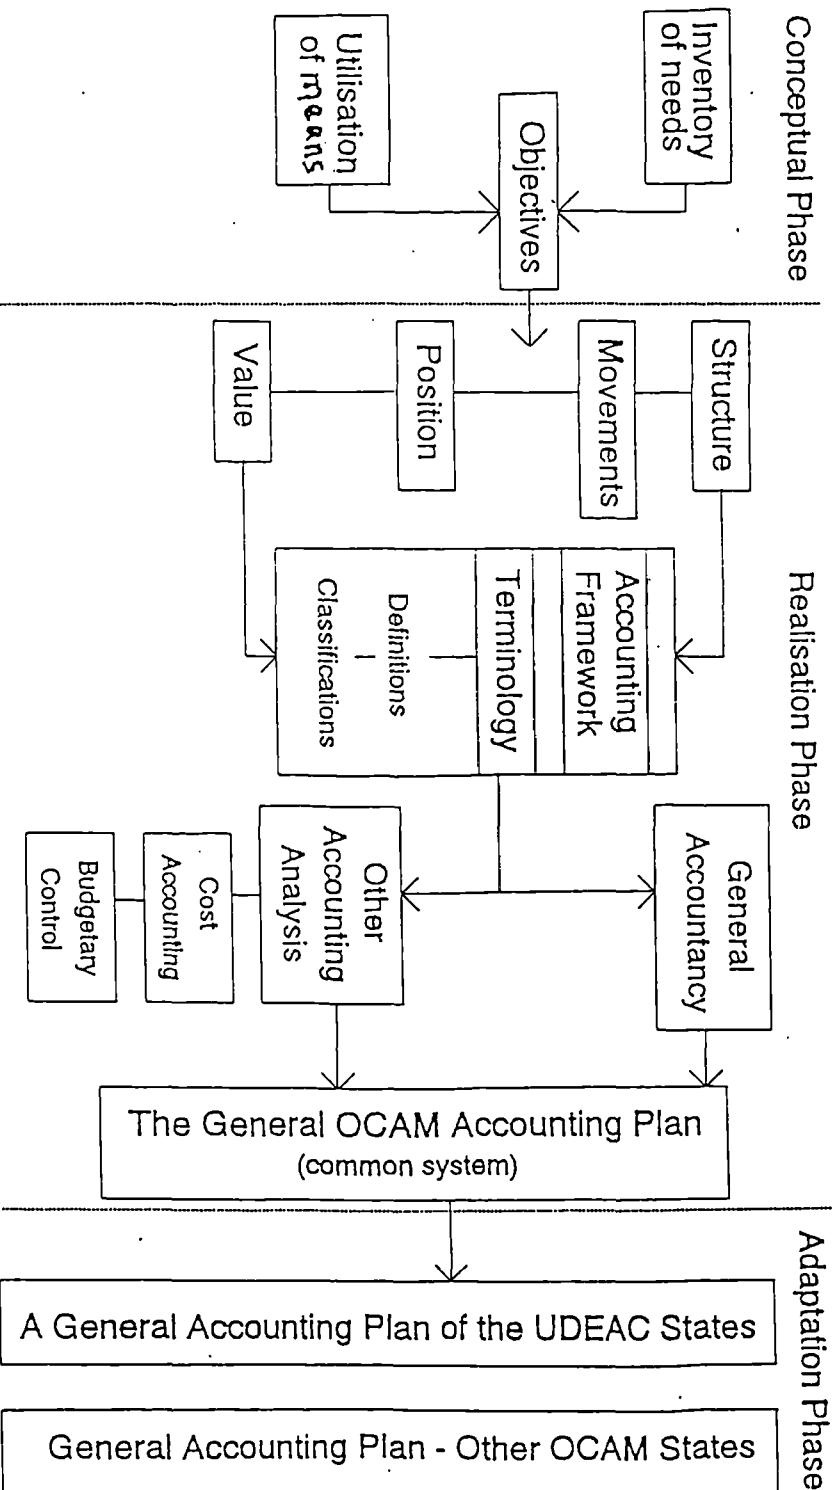 Conceptual Phase
Inventory
of needs
Objectives
Utilisation
of means
Realisation Phase
Structure
Movements
Position
Value
Accounting
Framework
Terminology
Definitions
Classifications
General
Accountancy
Other
Accounting
Analysis
Cost
Accounting
Budgetary
Control
The General OCAM Accounting Plan
(common system)
Adaptation Phase
A General Accounting Plan of the UDEAC States
General Accounting Plan - Other OCAM States